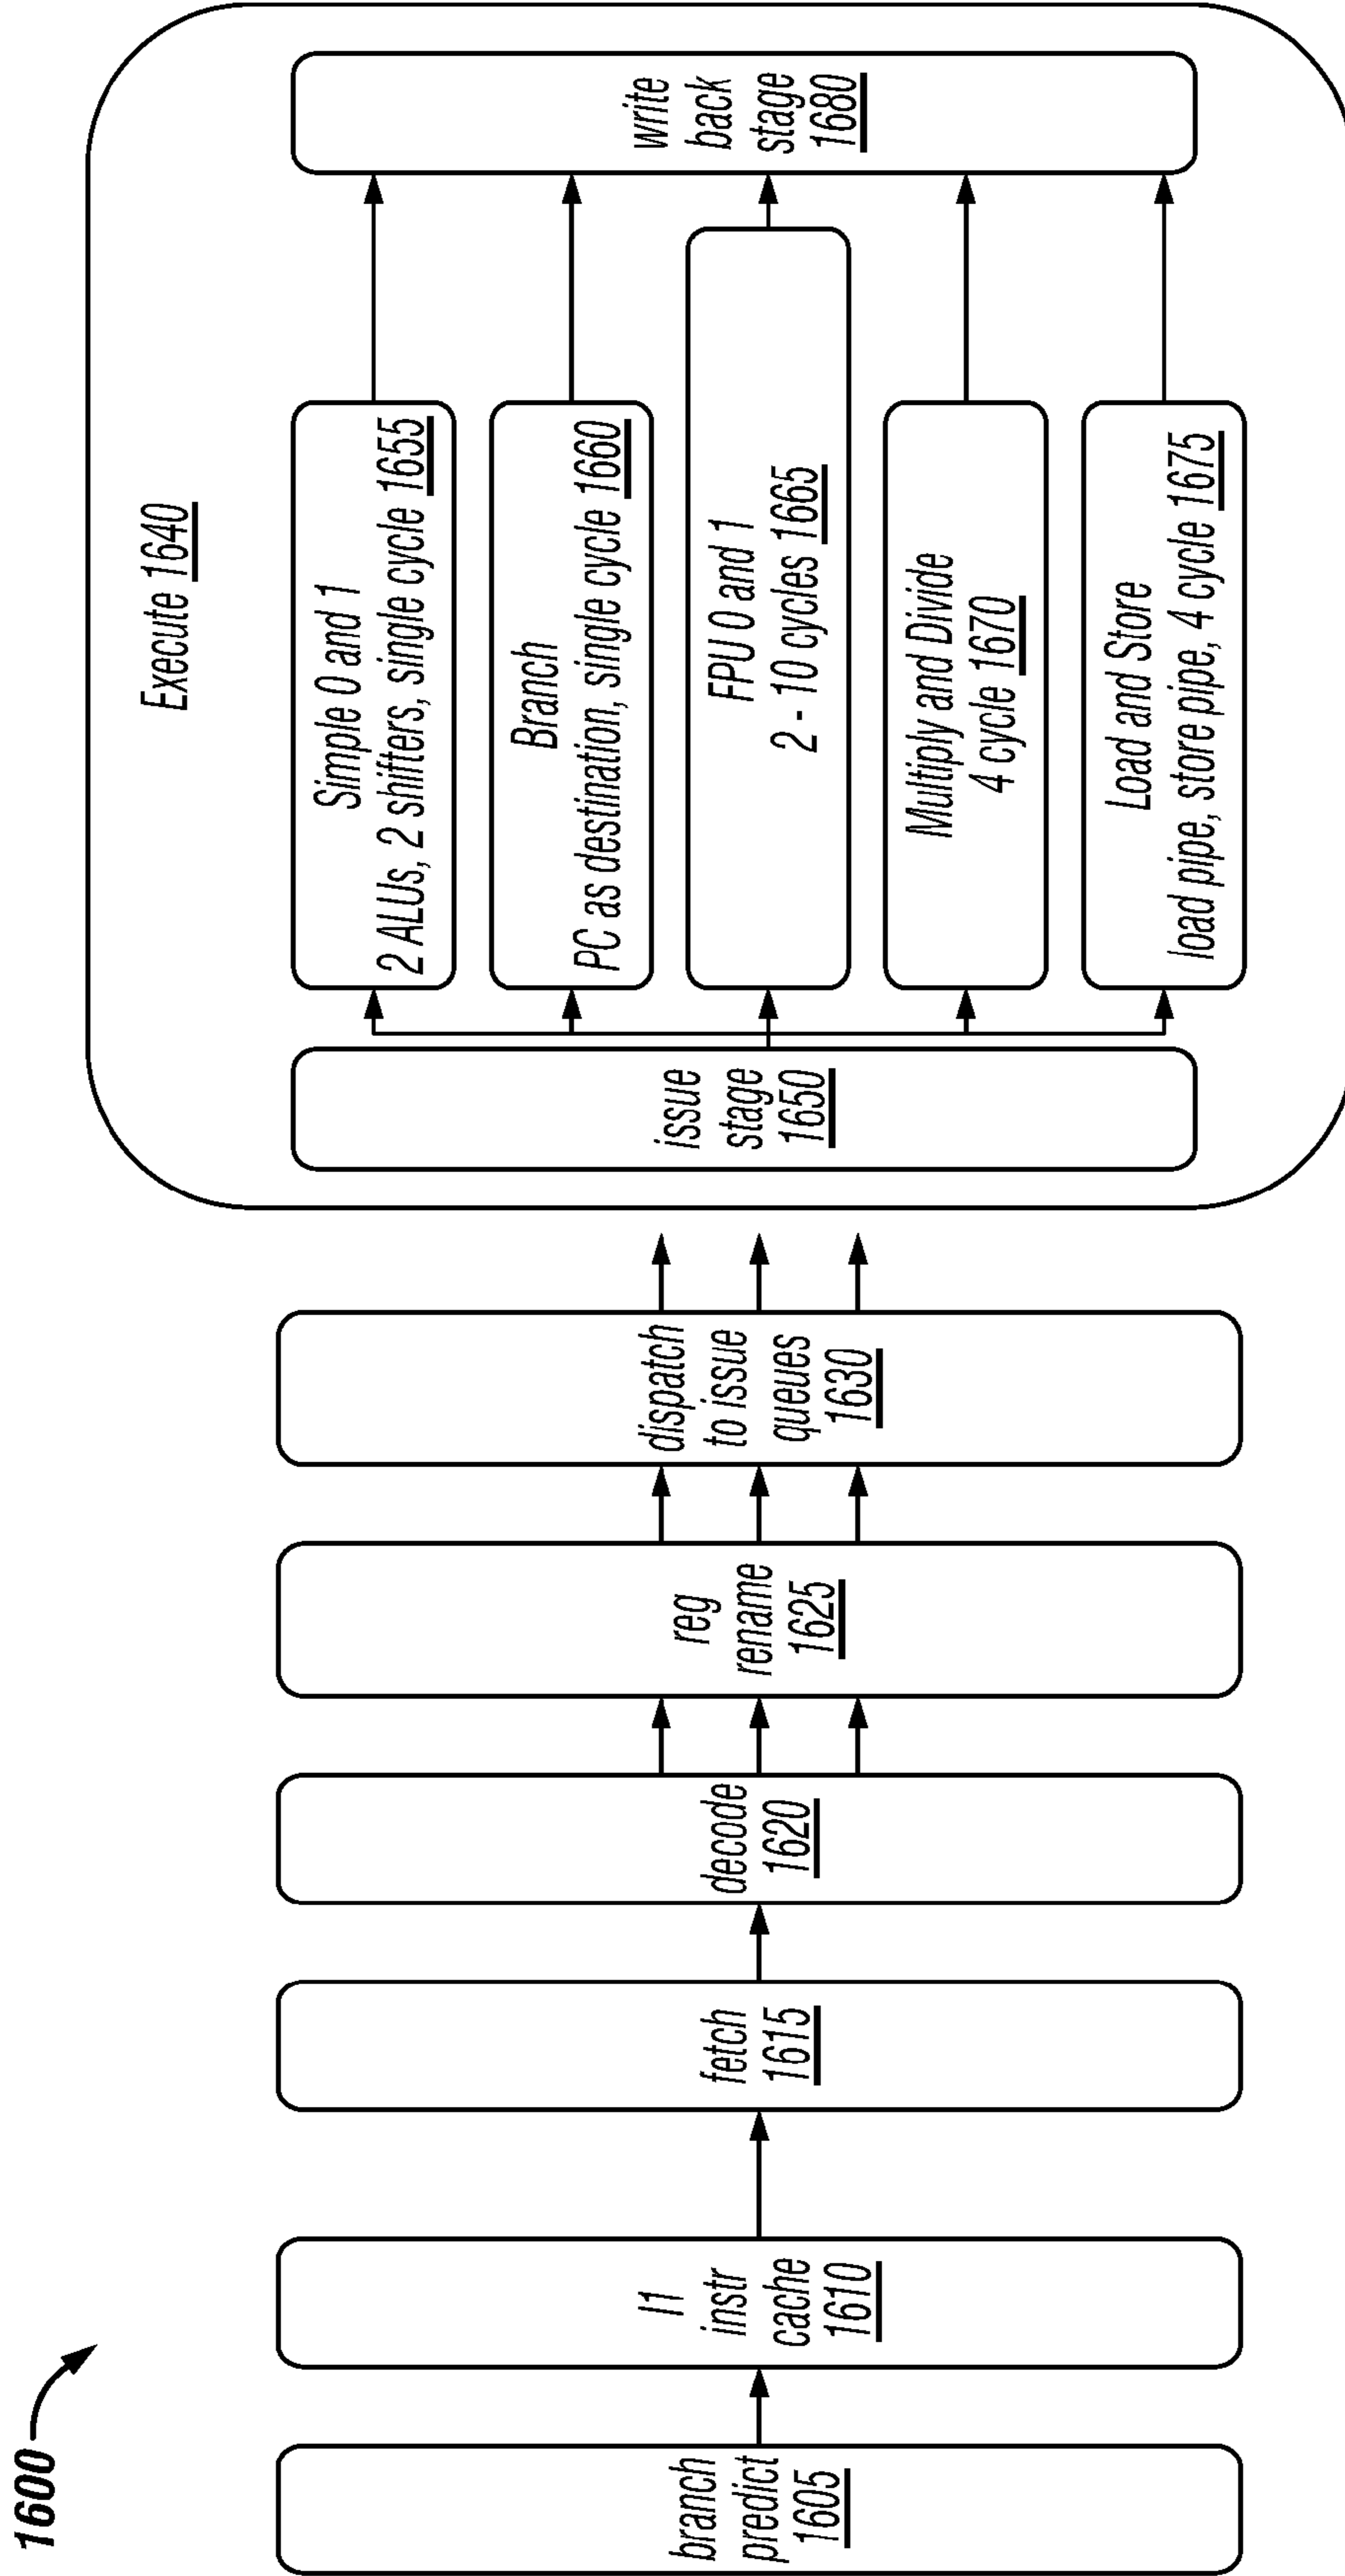 1600
branch
predict
1605
I1
instr
cache
1610
fetch
1615
decode
1620
reg
rename
1625
dispatch
to issue
queues
1630
Execute 1640
issue
stage
1650
Simple 0 and 1
2 ALUs, 2 shifters, single cycle 1655
Branch
PC as destination, single cycle 1660
FPU 0 and 1
2 - 10 cycles 1665
Multiply and Divide
4 cycle 1670
Load and Store
load pipe, store pipe, 4 cycle 1675
write
back
stage
1680